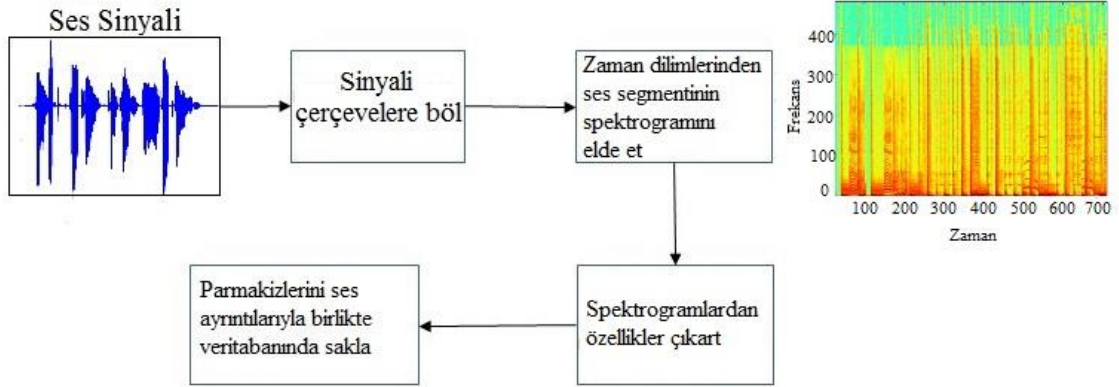 Ses Sinyali
Sinyali
çerçevelere böl
Zaman dilimlerinden
ses segmentinin
spektrogramını
elde et
Frekans
400
300
200
100
0
100 200 300 400 500 600 700
Zaman
Parmakizlerini ses
ayrıntılarıyla birlikte
veritabanında sakla
Spektrogramlardan
özellikler çıkart